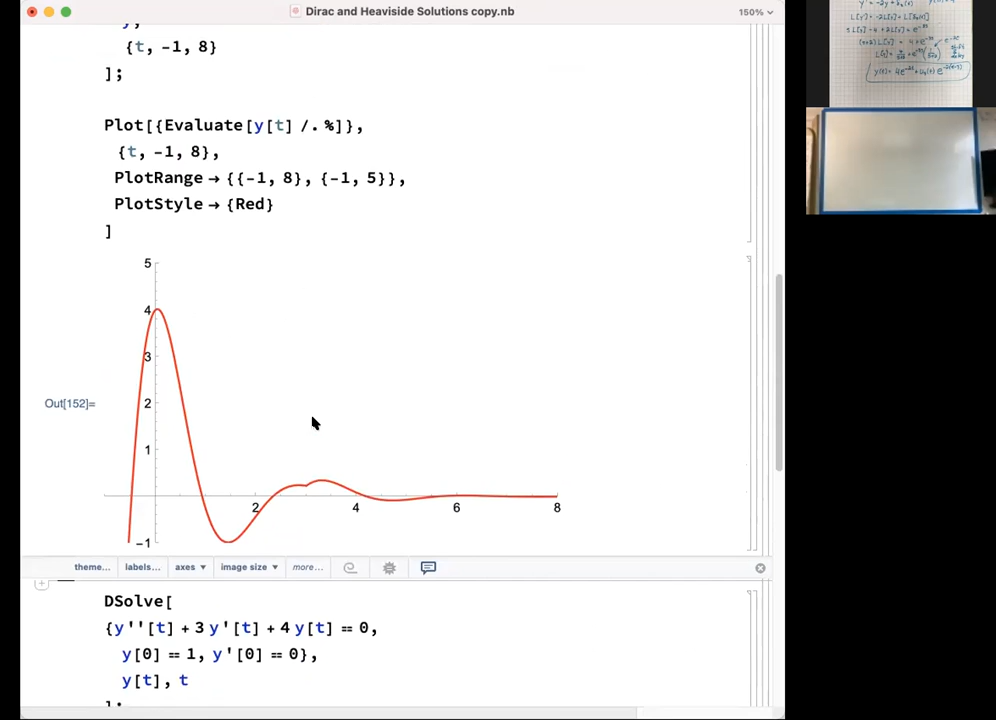 Dirac and Heaviside Solutions copy.nb
150%
{t, -1, 8}
];
Plot[{Evaluate[y[t] /. %]},
{t, -1, 8},
PlotRange → {{-1, 8}, {-1, 5}},
PlotStyle → {Red}
]
5
4
3
2
1
-1
2 4 6 8
Out[152]=
theme... labels... axes image size more...
DSolve[
{y''[t] + 3 y'[t] + 4 y[t] == 0,
y[0] == 1, y'[0] == 0},
y[t], t